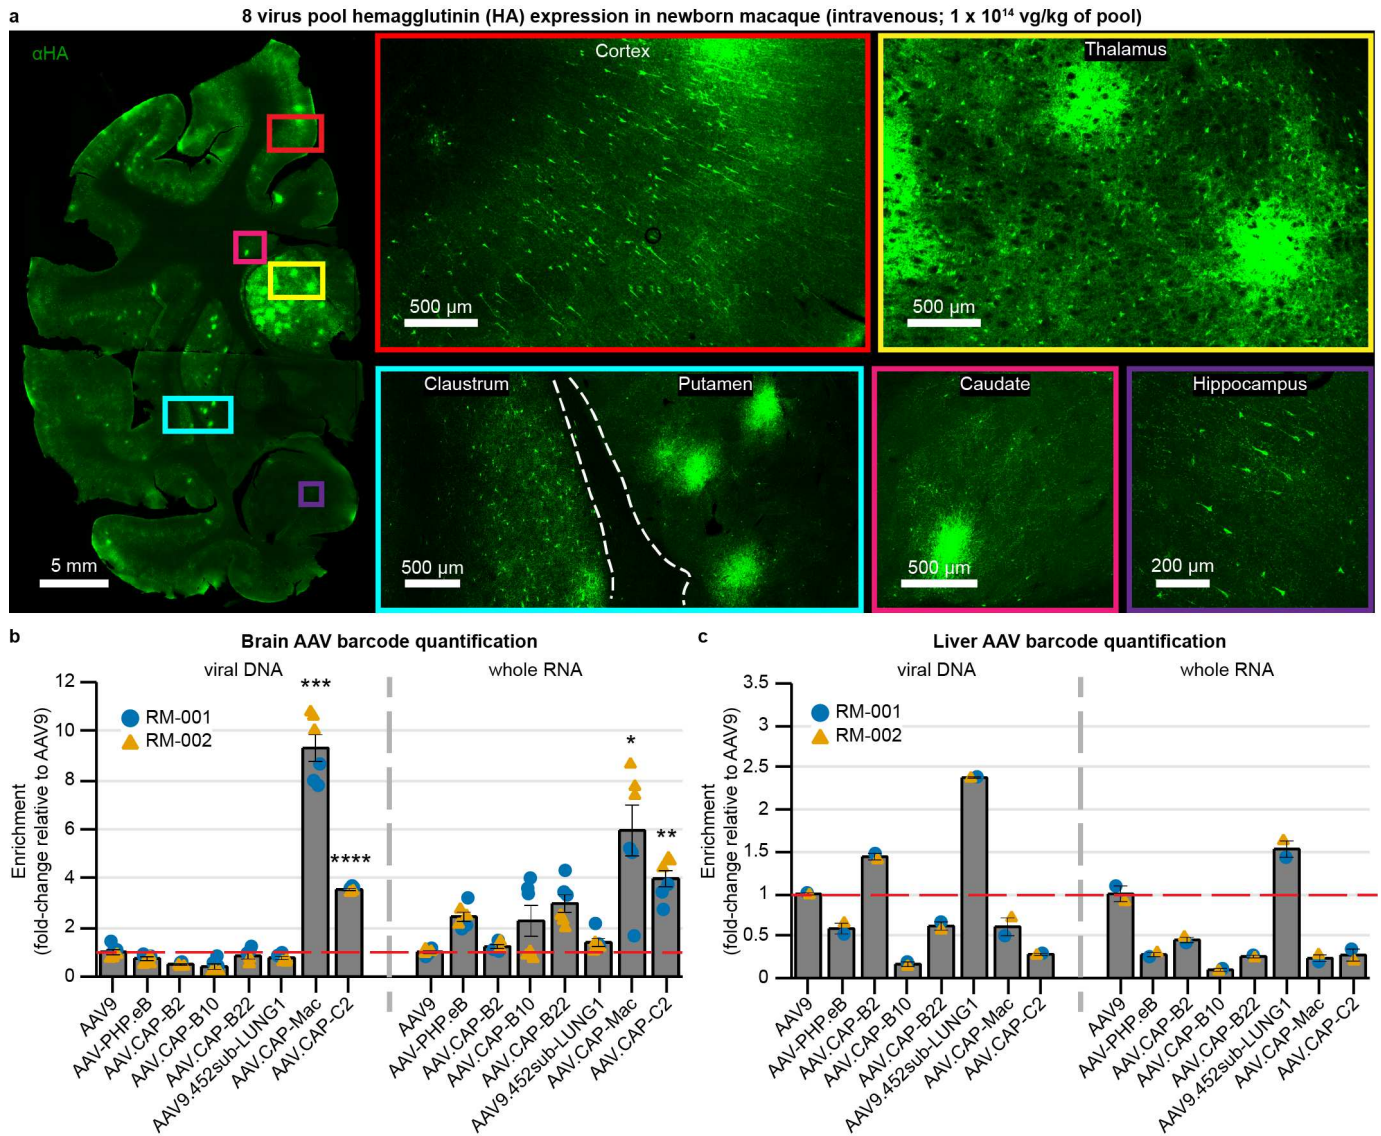 a
8 virus pool hemagglutinin (HA) expression in newborn macaque (intravenous; 1 x 10¹⁴ vg/kg of pool)
αHA
5 mm
Cortex
500 µm
Thalamus
500 µm
Claustrum
Putamen
500 µm
Caudate
500 µm
Hippocampus
200 µm
b
Brain AAV barcode quantification
viral DNA
whole RNA
Enrichment
(fold-change relative to AAV9)
12
10
8
6
4
2
0
RM-001
RM-002
***
****
*
**
AAV9
AAV-PHP.eB
AAV.CAP-B2
AAV.CAP-B10
AAV.CAP-B22
AAV9.452sub-LUNG1
AAV.CAP-Mac
AAV.CAP-C2
AAV9
AAV-PHP.eB
AAV.CAP-B2
AAV.CAP-B10
AAV.CAP-B22
AAV9.452sub-LUNG1
AAV.CAP-Mac
AAV.CAP-C2
c
Liver AAV barcode quantification
viral DNA
whole RNA
Enrichment
(fold-change relative to AAV9)
3.5
3
2.5
2
1.5
1
0.5
0
RM-001
RM-002
AAV9
AAV-PHP.eB
AAV.CAP-B2
AAV.CAP-B10
AAV.CAP-B22
AAV9.452sub-LUNG1
AAV.CAP-Mac
AAV.CAP-C2
AAV9
AAV-PHP.eB
AAV.CAP-B2
AAV.CAP-B10
AAV.CAP-B22
AAV9.452sub-LUNG1
AAV.CAP-Mac
AAV.CAP-C2